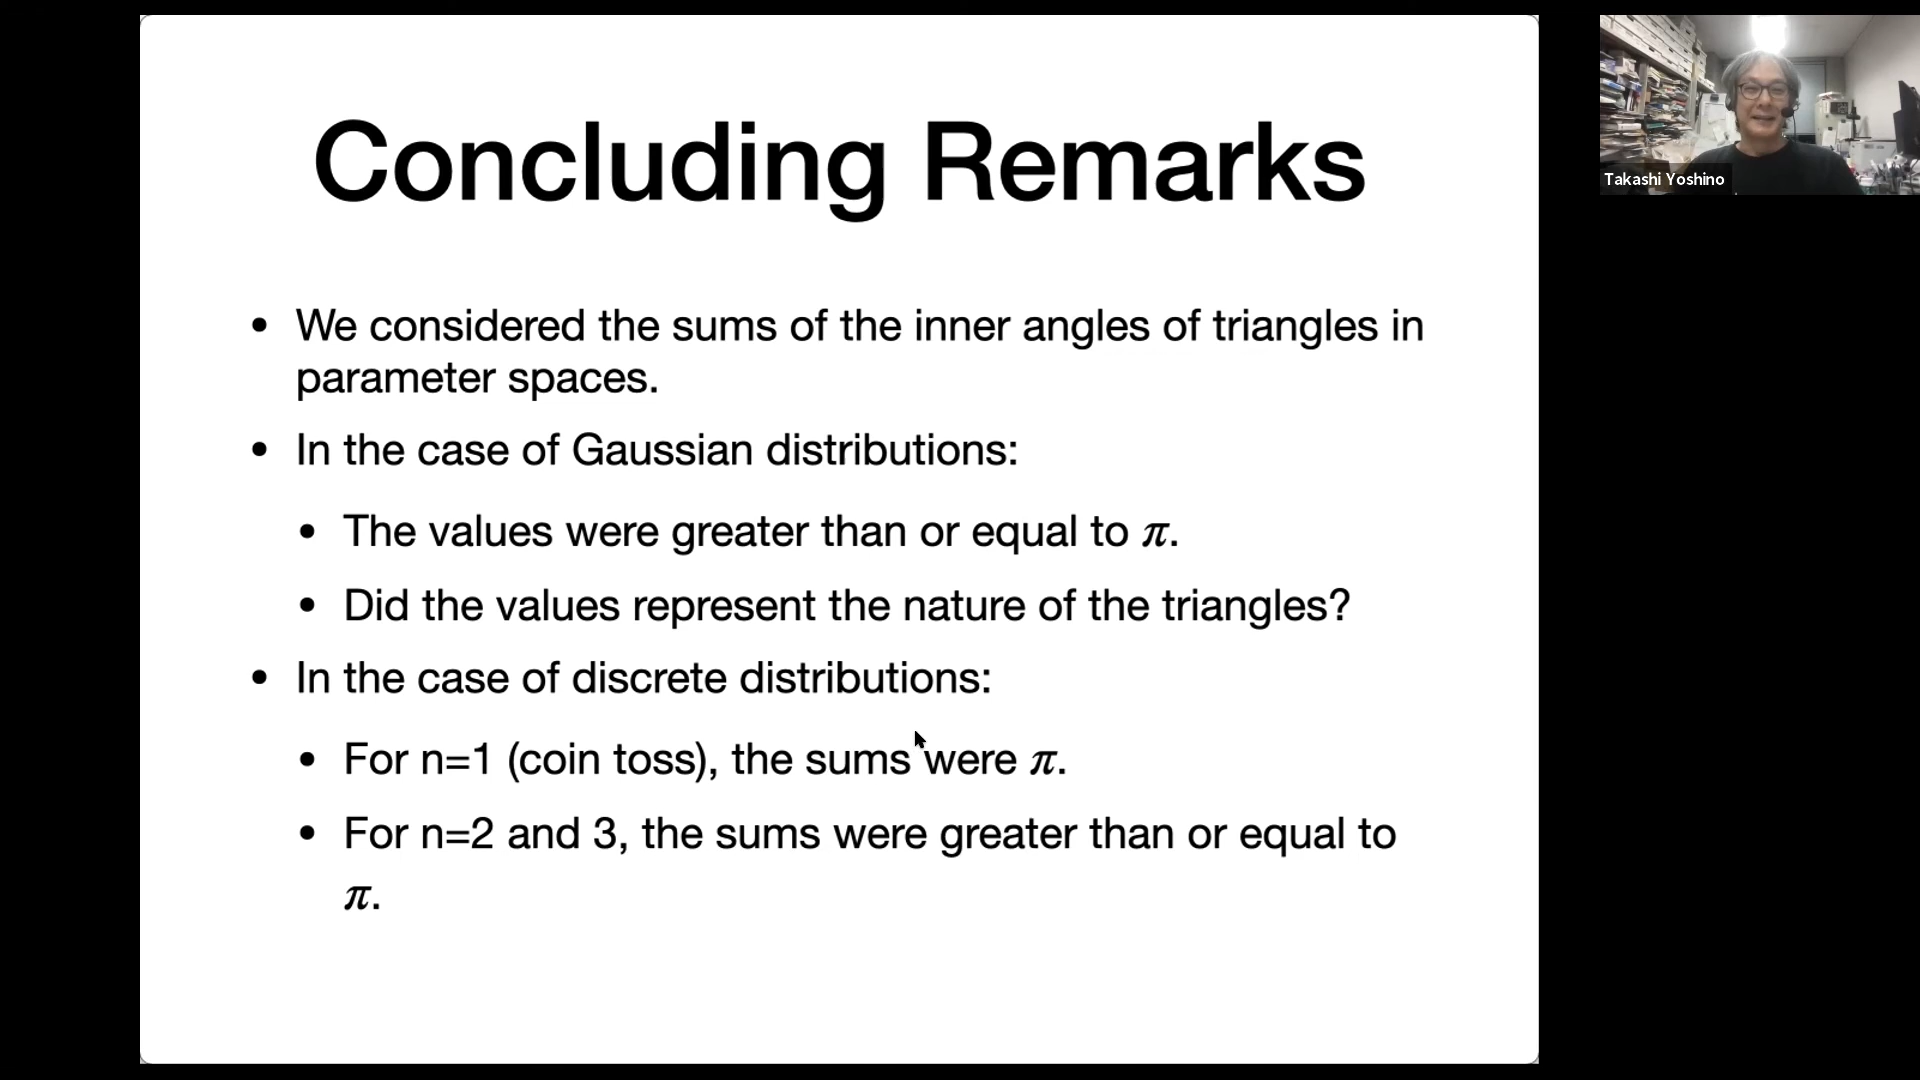 Concluding Remarks
• We considered the sums of the inner angles of triangles in
parameter spaces.
• In the case of Gaussian distributions:
• The values were greater than or equal to π.
• Did the values represent the nature of the triangles?
• In the case of discrete distributions:
• For n=1 (coin toss), the sums were π.
• For n=2 and 3, the sums were greater than or equal to
π.
Takashi Yoshino